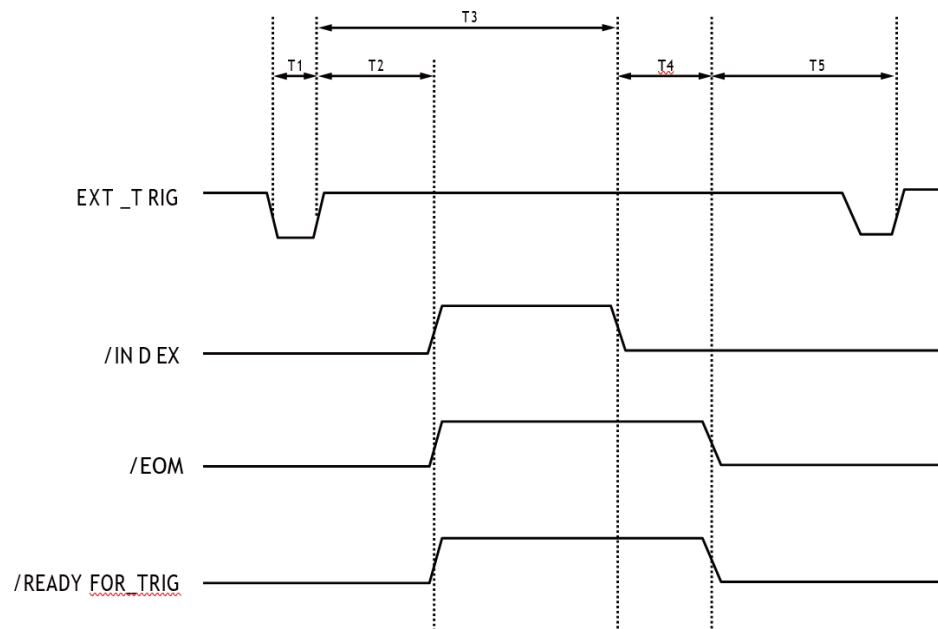 T3
T1
T2
T4
T5
EXT _T RIG
/IN D EX
/EOM
/READY FOR_TRIG